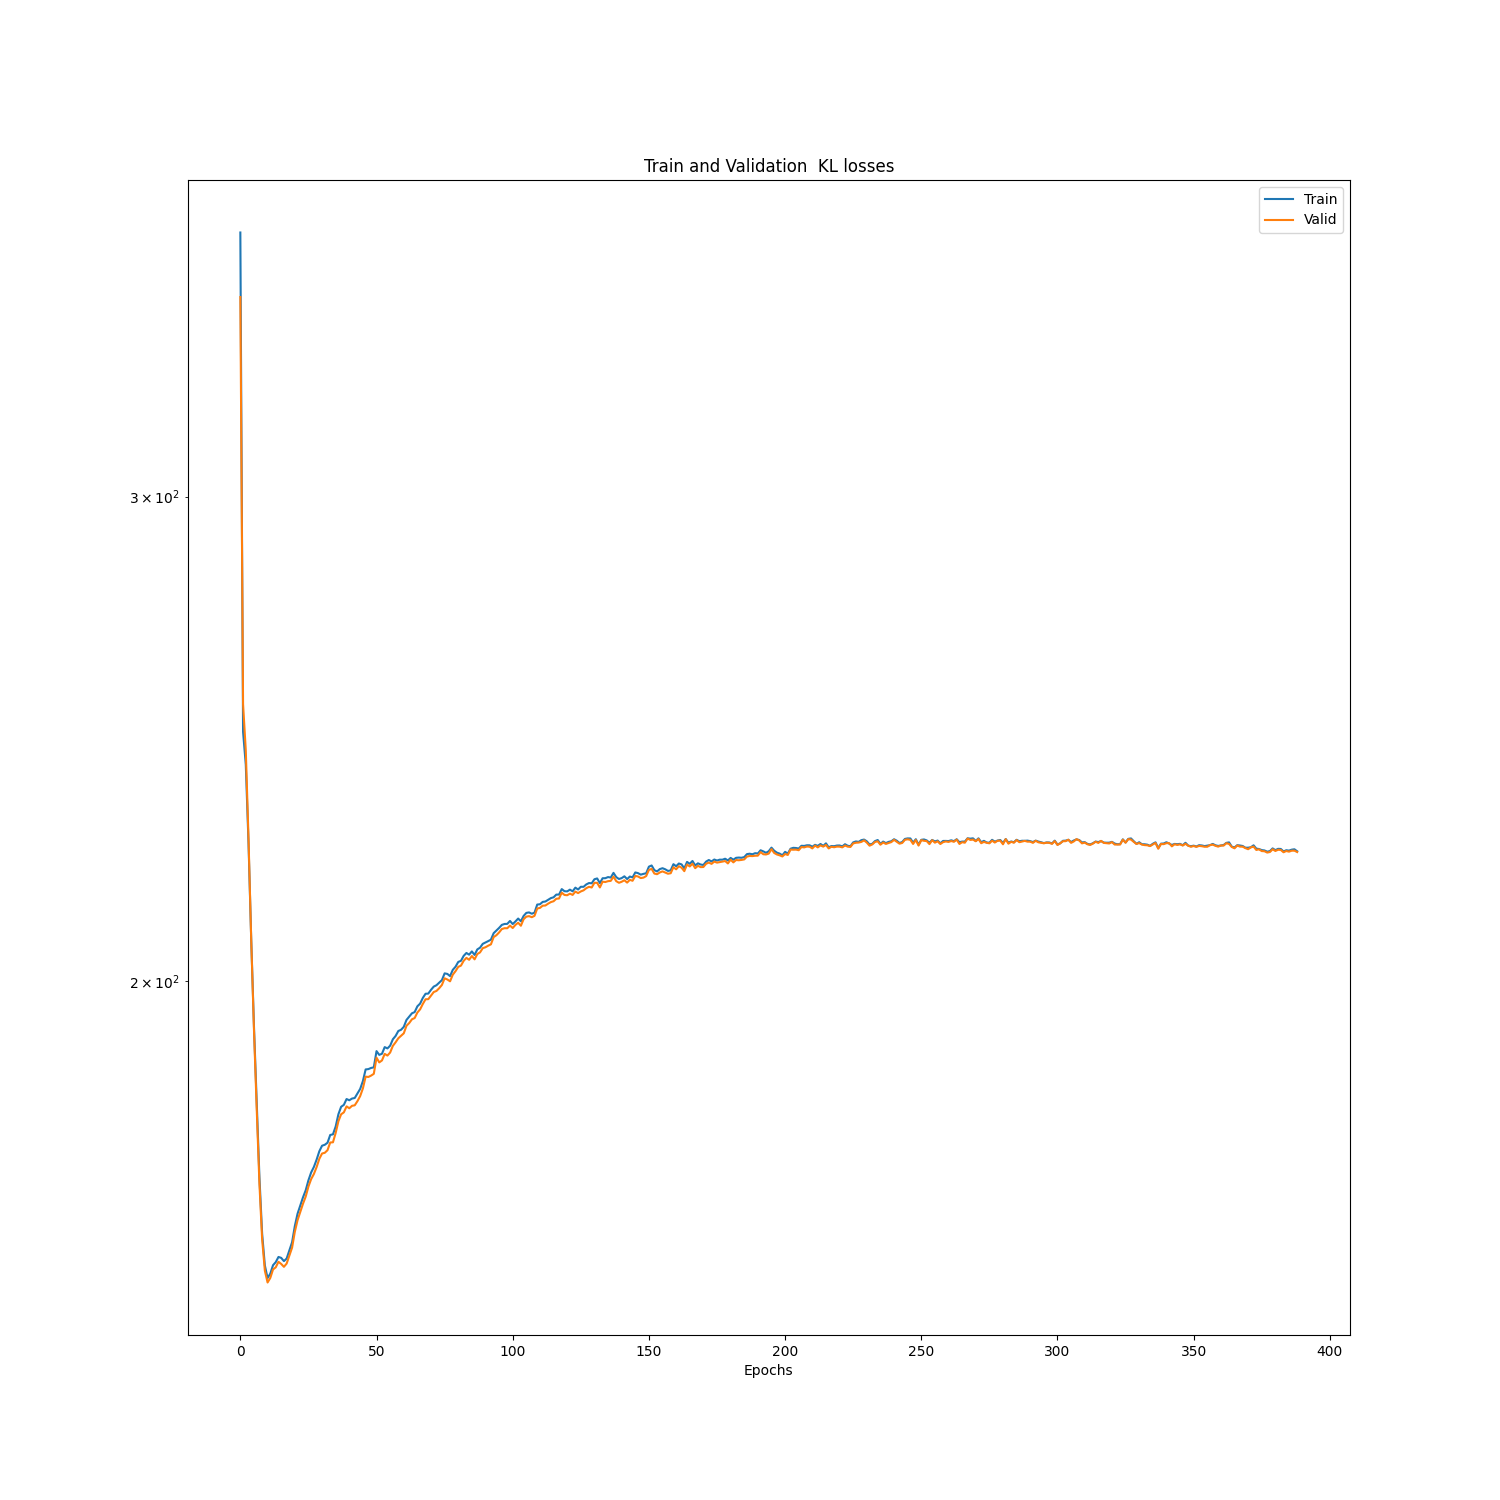 Train and Validation  KL losses
Train
Valid
3 × 10²
2 × 10²
0 50 100 150 200 250 300 350 400
Epochs